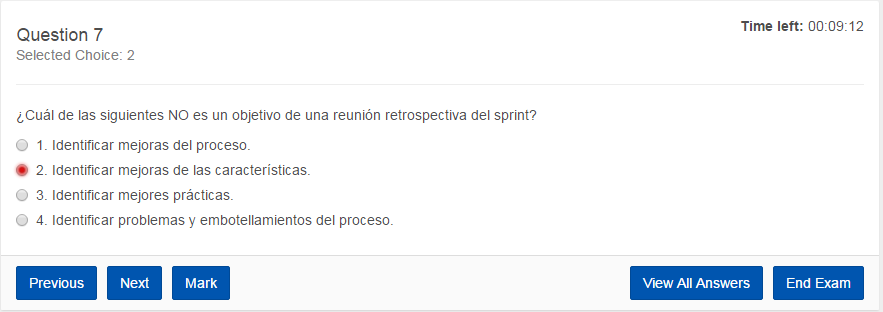 Question 7
Time left: 00:09:12
Selected Choice: 2
¿Cuál de las siguientes NO es un objetivo de una reunión retrospectiva del sprint?
1. Identificar mejoras del proceso.
2. Identificar mejoras de las características.
3. Identificar mejores prácticas.
4. Identificar problemas y embotellamientos del proceso.
Previous Next Mark View All Answers End Exam